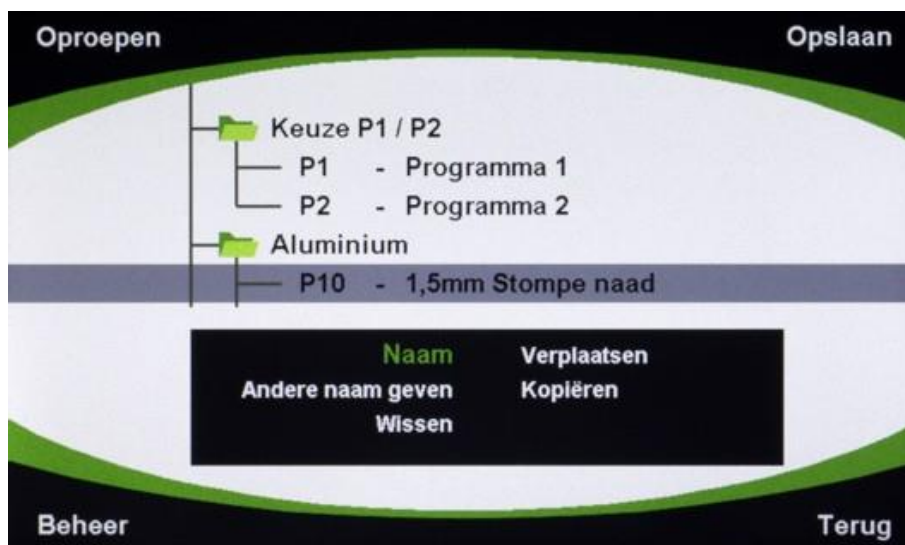 Oproepen Opslaan
Keuze P1 / P2
P1 - Programma 1
P2 - Programma 2
Aluminium
P10 - 1,5mm Stompe naad
Naam Verplaatsen
Andere naam geven Kopiëren
Wissen
Beheer Terug